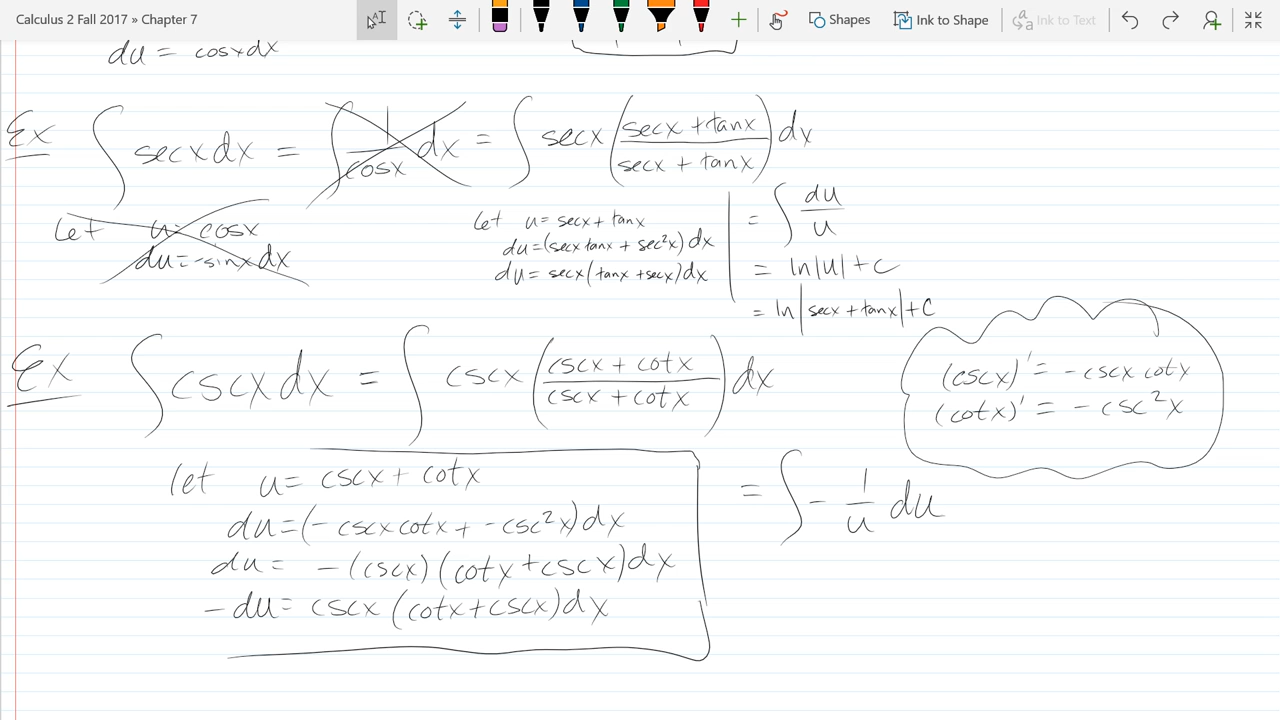 Calculus 2 Fall 2017 » Chapter 7
Shapes
Ink to Shape
Ink to Text
du = cosxdx
Ex ∫ secx dx = ∫ 1/cosx dx = ∫ secx (secx + tanx / secx + tanx) dx
Let u = cosx
du = -sinx dx
Let u = secx + tanx
du = (secx tanx + sec²x) dx
du = secx (tanx + secx) dx
= ∫ du/u
= ln|u| + C
= ln|secx + tanx| + C
Ex ∫ cscx dx = ∫ cscx (cscx + cotx / cscx + cotx) dx
(cscx)' = -cscx cotx
(cotx)' = -csc²x
let u = cscx + cotx
du = (-cscx cotx + -csc²x) dx
du = -(cscx)(cotx + cscx) dx
-du = cscx (cotx + cscx) dx
= ∫ - 1/u du